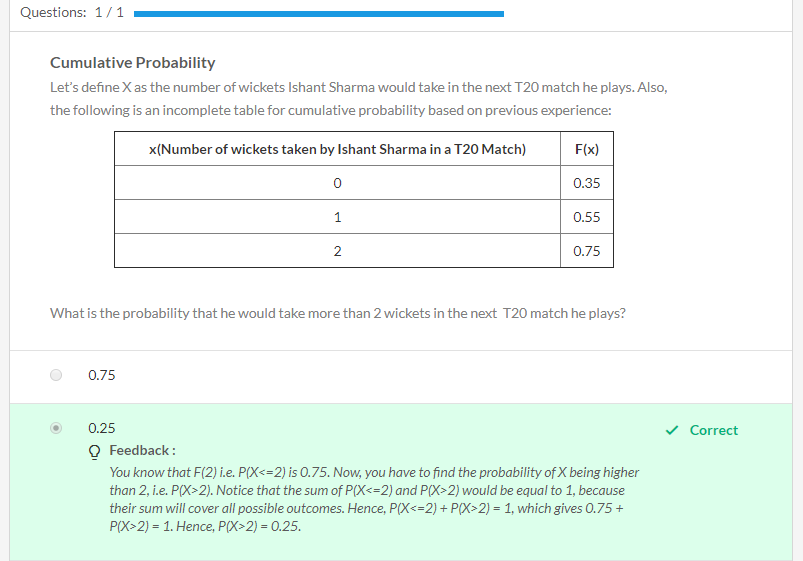 Questions: 1 / 1
Cumulative Probability
Let's define X as the number of wickets Ishant Sharma would take in the next T20 match he plays. Also,
the following is an incomplete table for cumulative probability based on previous experience:
x(Number of wickets taken by Ishant Sharma in a T20 Match) F(x)
0 0.35
1 0.55
2 0.75
What is the probability that he would take more than 2 wickets in the next T20 match he plays?
0.75
0.25
Correct
Feedback :
You know that F(2) i.e. P(X<=2) is 0.75. Now, you have to find the probability of X being higher
than 2, i.e. P(X>2). Notice that the sum of P(X<=2) and P(X>2) would be equal to 1, because
their sum will cover all possible outcomes. Hence, P(X<=2) + P(X>2) = 1, which gives 0.75 +
P(X>2) = 1. Hence, P(X>2) = 0.25.